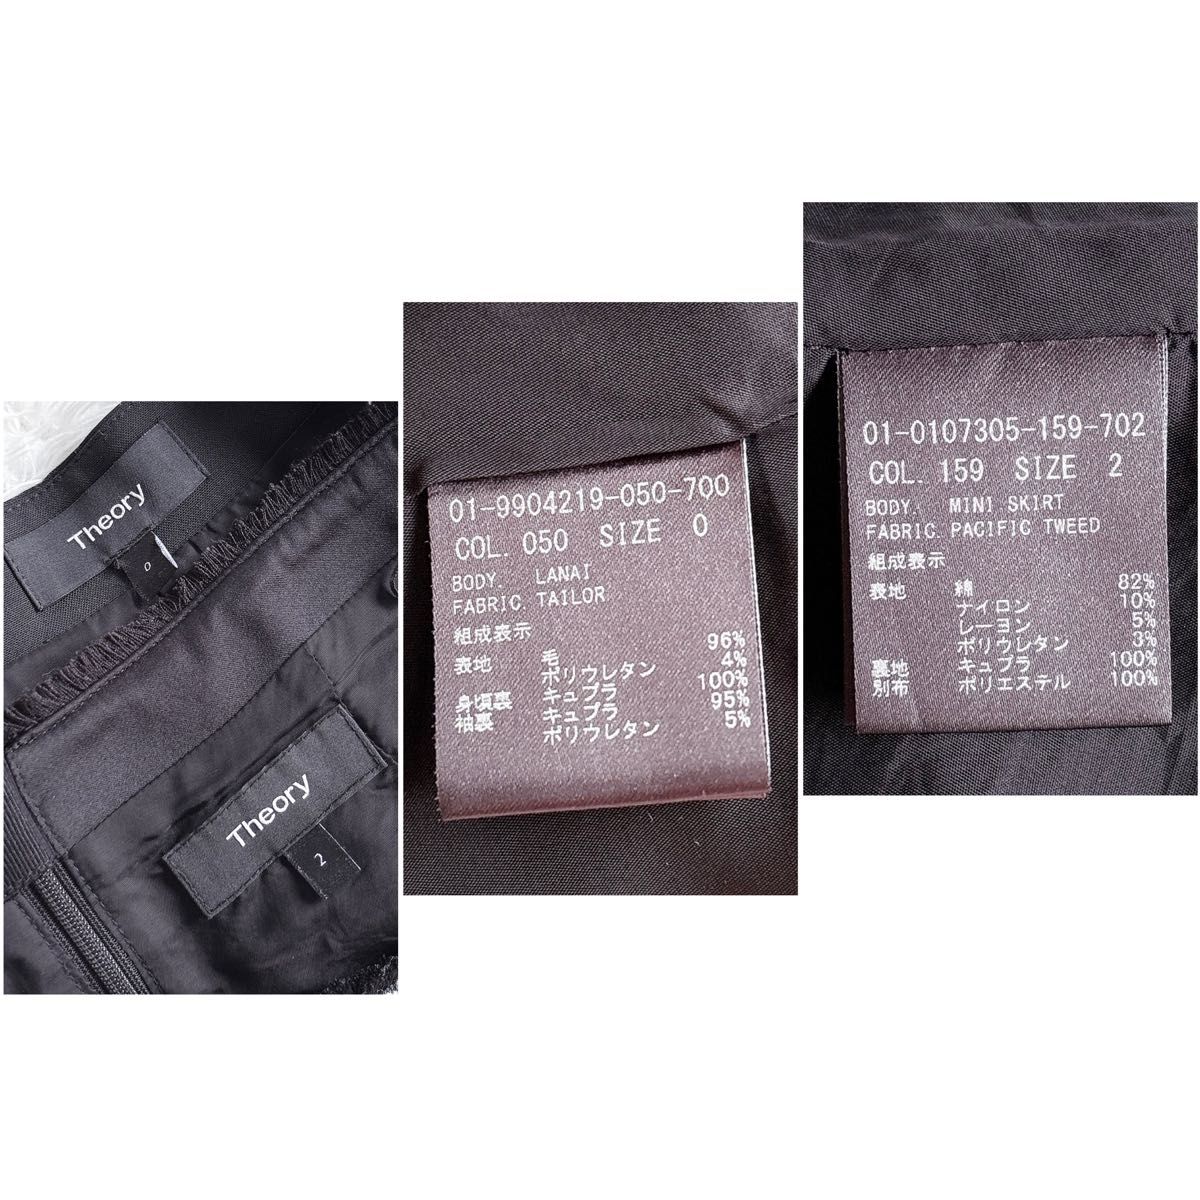 Theory
0
Theory
2
01-9904219-050-700
COL. 050 SIZE 0
BODY. LANAI
FABRIC. TAILOR
組成表示
表地 毛 96%
ポリウレタン 4%
身頃裏 キュプラ 100%
袖裏 キュプラ 95%
ポリウレタン 5%
01-0107305-159-702
COL. 159 SIZE 2
BODY. MINI SKIRT
FABRIC. PACIFIC TWEED
組成表示
表地 綿 82%
ナイロン 10%
レーヨン 5%
ポリウレタン 3%
裏地 キュプラ 100%
別布 ポリエステル 100%